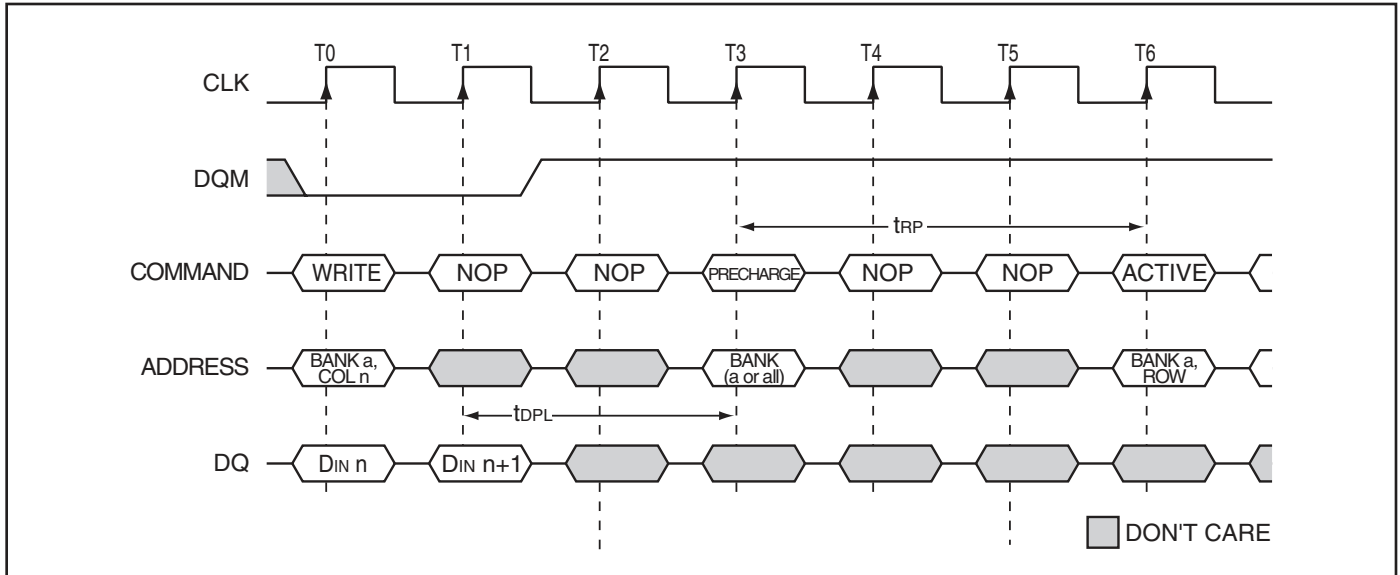 T0 T1 T2 T3 T4 T5 T6
CLK
DQM
tRP
COMMAND WRITE NOP NOP PRECHARGE NOP NOP ACTIVE
ADDRESS BANK a, COL n BANK (a or all) BANK a, ROW
tDPL
DQ DIN n DIN n+1
DON'T CARE